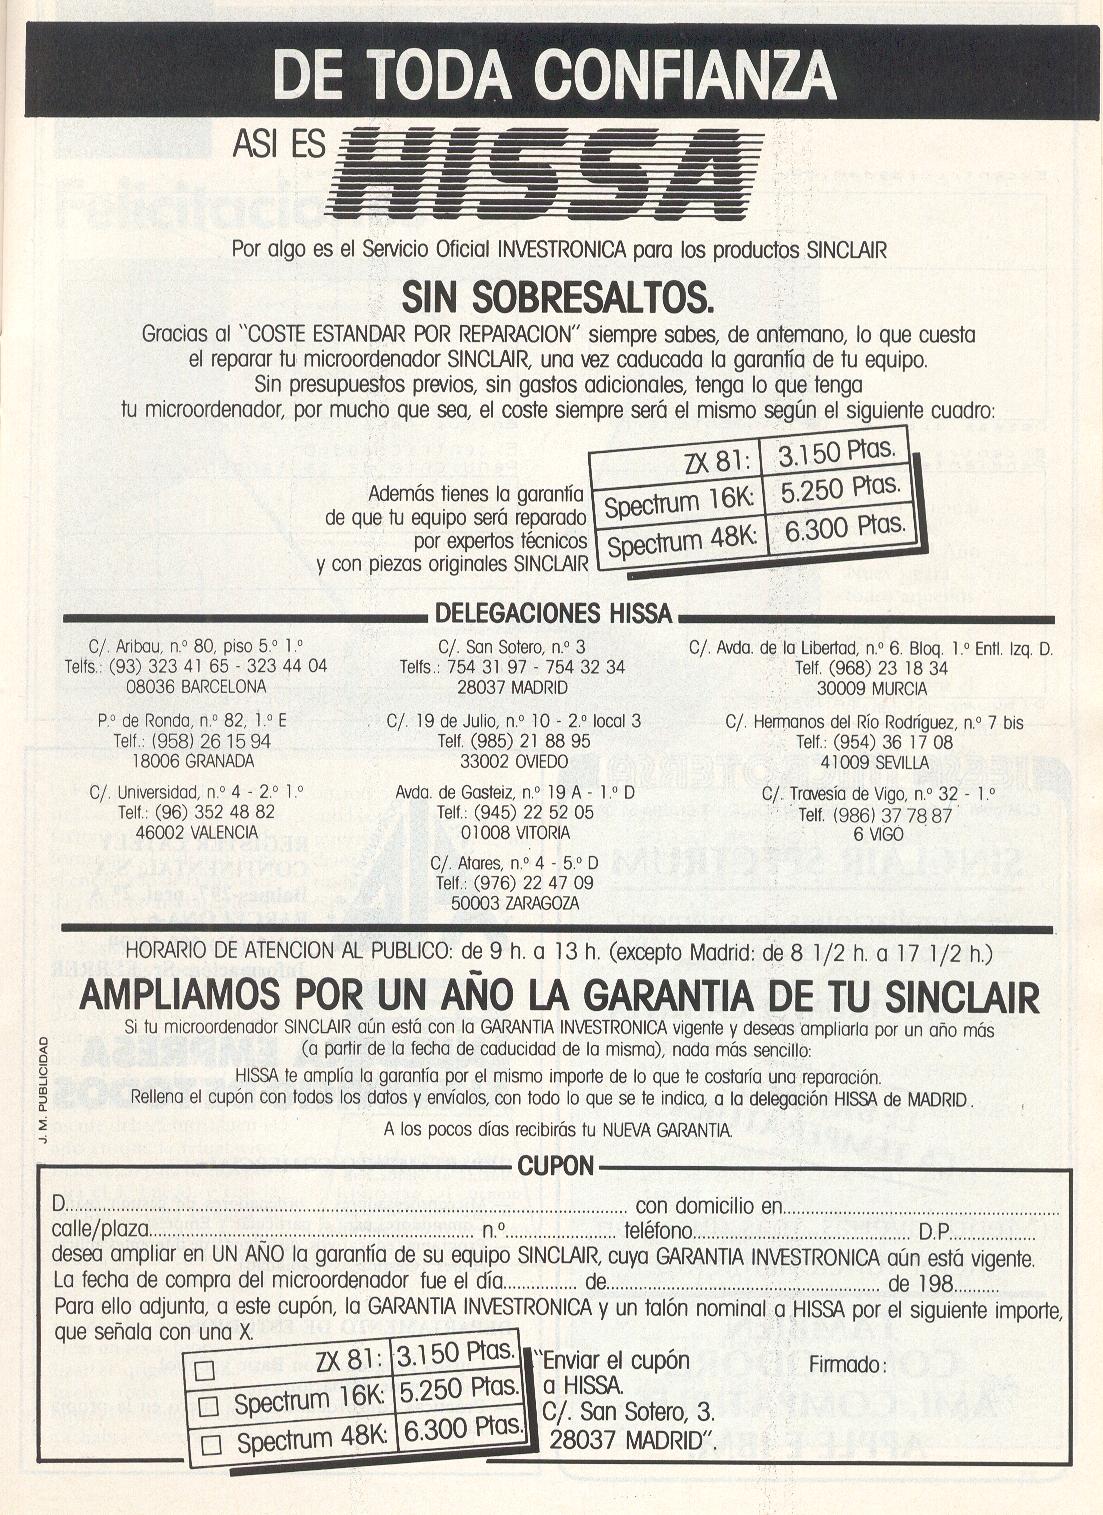 DE TODA CONFIANZA
ASI ES HISSA
Por algo es el Servicio Oficial INVESTRONICA para los productos SINCLAIR
SIN SOBRESALTOS.
Gracias al "COSTE ESTANDAR POR REPARACION" siempre sabes, de antemano, lo que cuesta
el reparar tu microordenador SINCLAIR, una vez caducada la garantía de tu equipo.
Sin presupuestos previos, sin gastos adicionales, tenga lo que tenga
tu microordenador, por mucho que sea, el coste siempre será el mismo según el siguiente cuadro:
ZX 81: 3.150 Ptas.
Spectrum 16K: 5.250 Ptas.
Spectrum 48K: 6.300 Ptas.
Además tienes la garantía
de que tu equipo será reparado
por expertos técnicos
y con piezas originales SINCLAIR
DELEGACIONES HISSA
C/. Aribau, n.º 80, piso 5.º 1.º
Telfs.: (93) 323 41 65 - 323 44 04
08036 BARCELONA
C/. San Sotero, n.º 3
Telfs.: 754 31 97 - 754 32 34
28037 MADRID
C/. Avda. de la Libertad, n.º 6. Bloq. 1.º Entl. Izq. D.
Telf. (968) 23 18 34
30009 MURCIA
P.º de Ronda, n.º 82, 1.º E
Telf.: (958) 26 15 94
18006 GRANADA
C/. 19 de Julio, n.º 10 - 2.º local 3
Telf. (985) 21 88 95
33002 OVIEDO
C/. Hermanos del Río Rodríguez, n.º 7 bis
Telf.: (954) 36 17 08
41009 SEVILLA
C/. Universidad, n.º 4 - 2.º 1.º
Telf.: (96) 352 48 82
46002 VALENCIA
Avda. de Gasteiz, n.º 19 A - 1.º D
Telf.: (945) 22 52 05
01008 VITORIA
C/. Travesía de Vigo, n.º 32 - 1.º
Telf. (986) 37 78 87
6 VIGO
C/. Atares, n.º 4 - 5.º D
Telf.: (976) 22 47 09
50003 ZARAGOZA
HORARIO DE ATENCION AL PUBLICO: de 9 h. a 13 h. (excepto Madrid: de 8 1/2 h. a 17 1/2 h.)
AMPLIAMOS POR UN AÑO LA GARANTIA DE TU SINCLAIR
Si tu microordenador SINCLAIR aún está con la GARANTIA INVESTRONICA vigente y deseas ampliarla por un año más
(a partir de la fecha de caducidad de la misma), nada más sencillo:
HISSA te amplía la garantía por el mismo importe de lo que te costaría una reparación.
Rellena el cupón con todos los datos y envíalos, con todo lo que se te indica, a la delegación HISSA de MADRID.
A los pocos días recibirás tu NUEVA GARANTIA.
J. M. PUBLICIDAD
CUPON
D.......... con domicilio en..........
calle/plaza.......... n.º.......... teléfono.......... D.P..........
desea ampliar en UN AÑO la garantía de su equipo SINCLAIR, cuya GARANTIA INVESTRONICA aún está vigente.
La fecha de compra del microordenador fue el día.......... de.......... de 198..........
Para ello adjunta, a este cupón, la GARANTIA INVESTRONICA y un talón nominal a HISSA por el siguiente importe,
que señala con una X.
ZX 81: 3.150 Ptas.
Spectrum 16K: 5.250 Ptas.
Spectrum 48K: 6.300 Ptas.
"Enviar el cupón
a HISSA.
C/. San Sotero, 3.
28037 MADRID".
Firmado: